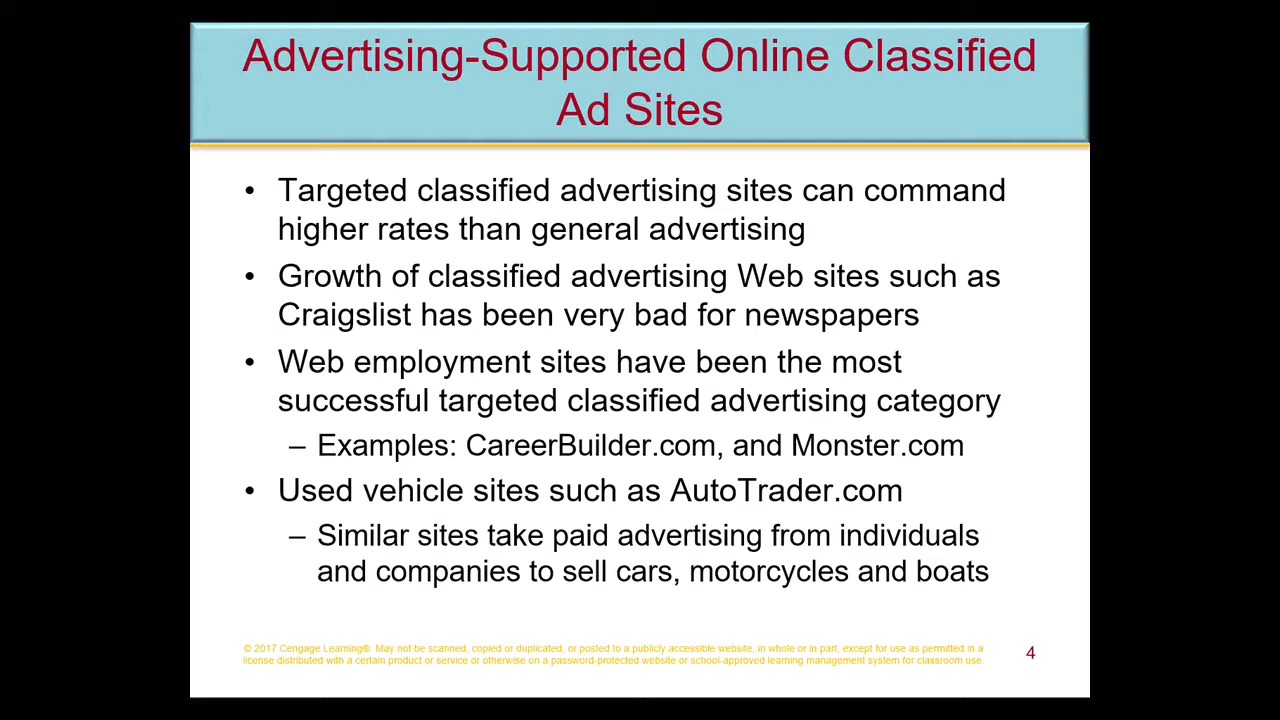 Advertising-Supported Online Classified
Ad Sites
• Targeted classified advertising sites can command
higher rates than general advertising
• Growth of classified advertising Web sites such as
Craigslist has been very bad for newspapers
• Web employment sites have been the most
successful targeted classified advertising category
– Examples: CareerBuilder.com, and Monster.com
• Used vehicle sites such as AutoTrader.com
– Similar sites take paid advertising from individuals
and companies to sell cars, motorcycles and boats
© 2017 Cengage Learning®. May not be scanned, copied or duplicated, or posted to a publicly accessible website, in whole or in part, except for use as permitted in a
license distributed with a certain product or service or otherwise on a password-protected website or school-approved learning management system for classroom use.
4